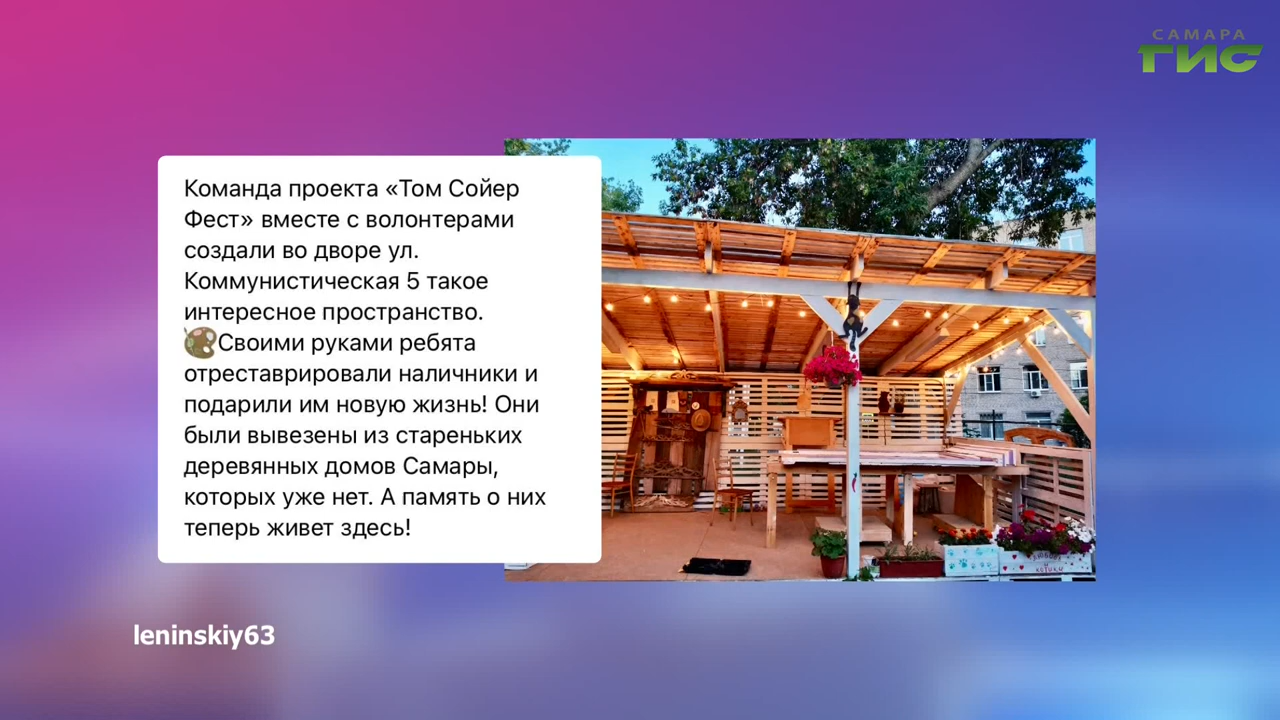 САМАРА
ГИС
Команда проекта «Том Сойер
Фест» вместе с волонтерами
создали во дворе ул.
Коммунистическая 5 такое
интересное пространство.
🎨Своими руками ребята
отреставрировали наличники и
подарили им новую жизнь! Они
были вывезены из стареньких
деревянных домов Самары,
которых уже нет. А память о них
теперь живет здесь!
leninskiy63